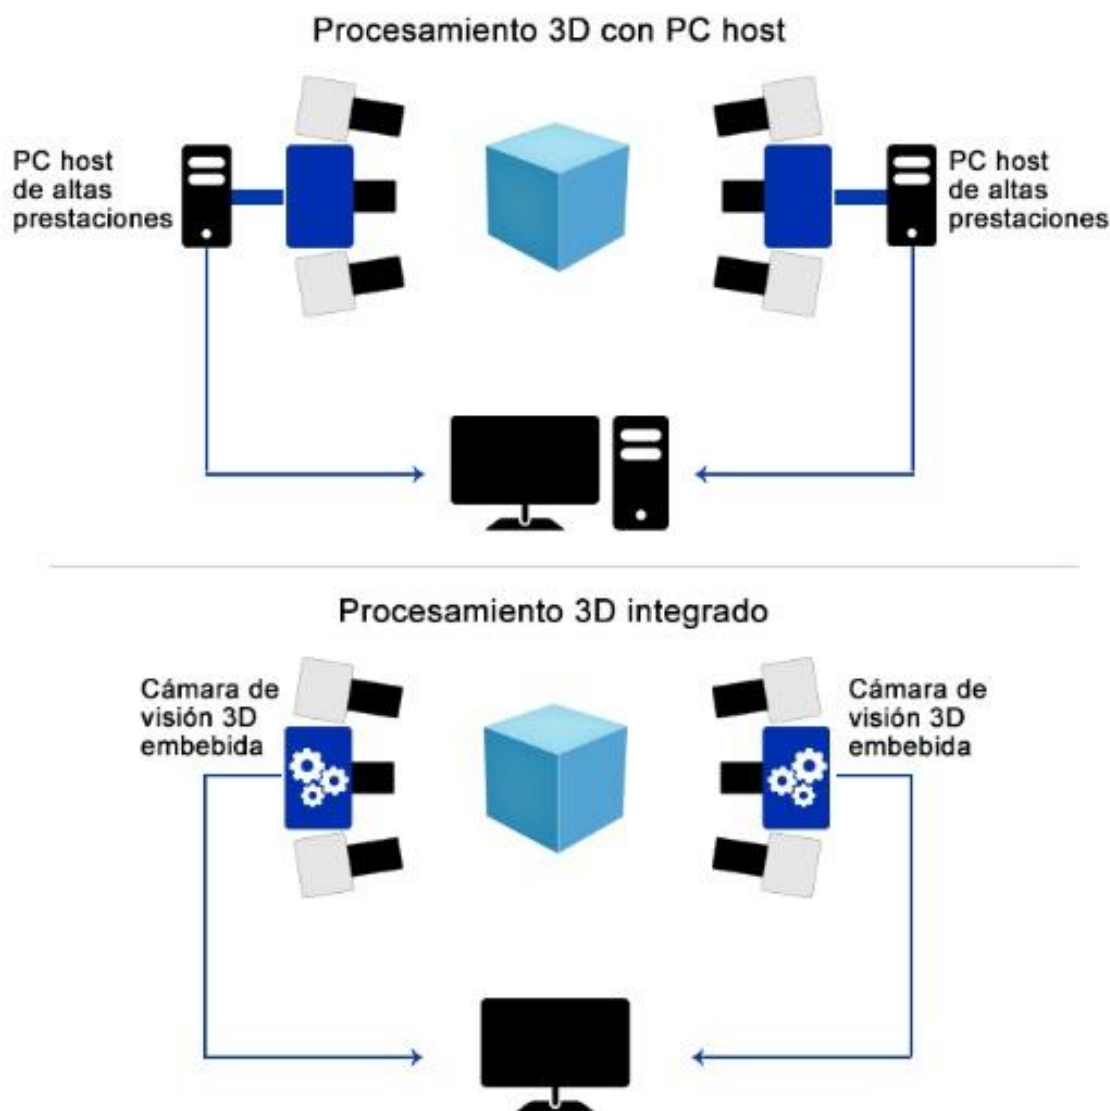 Procesamiento 3D con PC host
PC host
de altas
prestaciones
PC host
de altas
prestaciones
Procesamiento 3D integrado
Cámara de
visión 3D
embebida
Cámara de
visión 3D
embebida